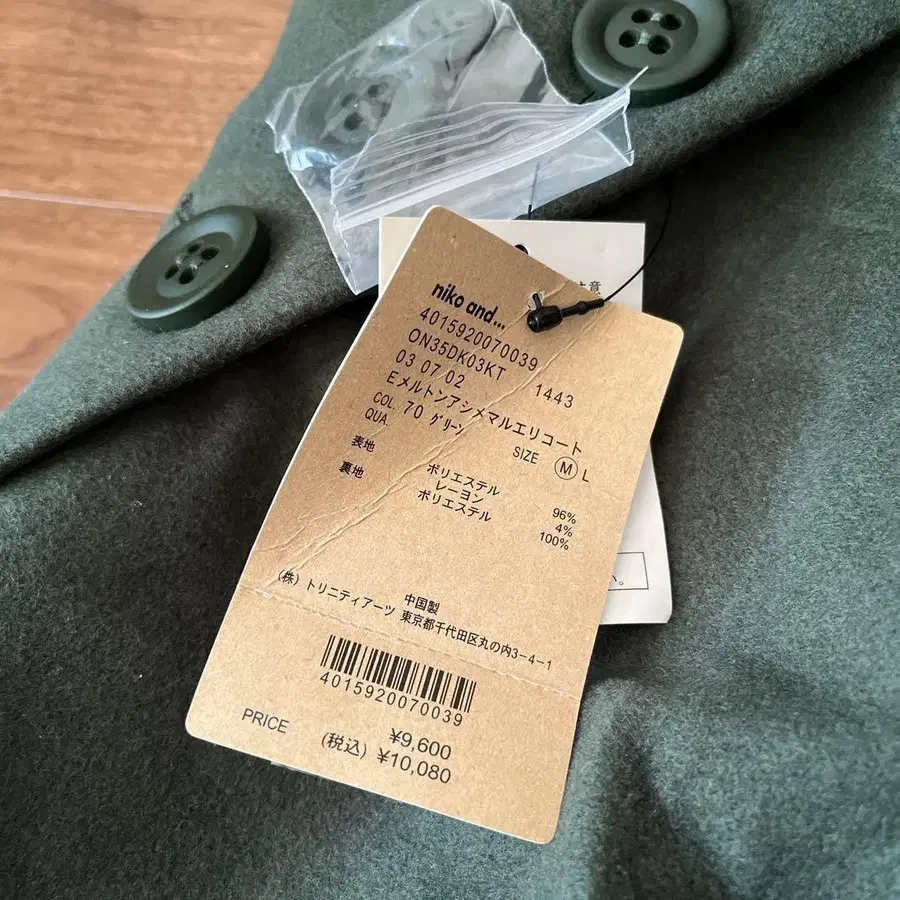 niko and...
4015920070039
ON35DK03KT 1443
03 07 02
Eメルトンアシメマルエリコート
COL. 70 グリーン
QUA. SIZE M L
表地 ポリエステル 96%
レーヨン 4%
裏地 ポリエステル 100%
中国製
(株)トリニティアーツ 東京都千代田区丸の内3-4-1
4015920070039
PRICE ¥9,600
(税込) ¥10,080